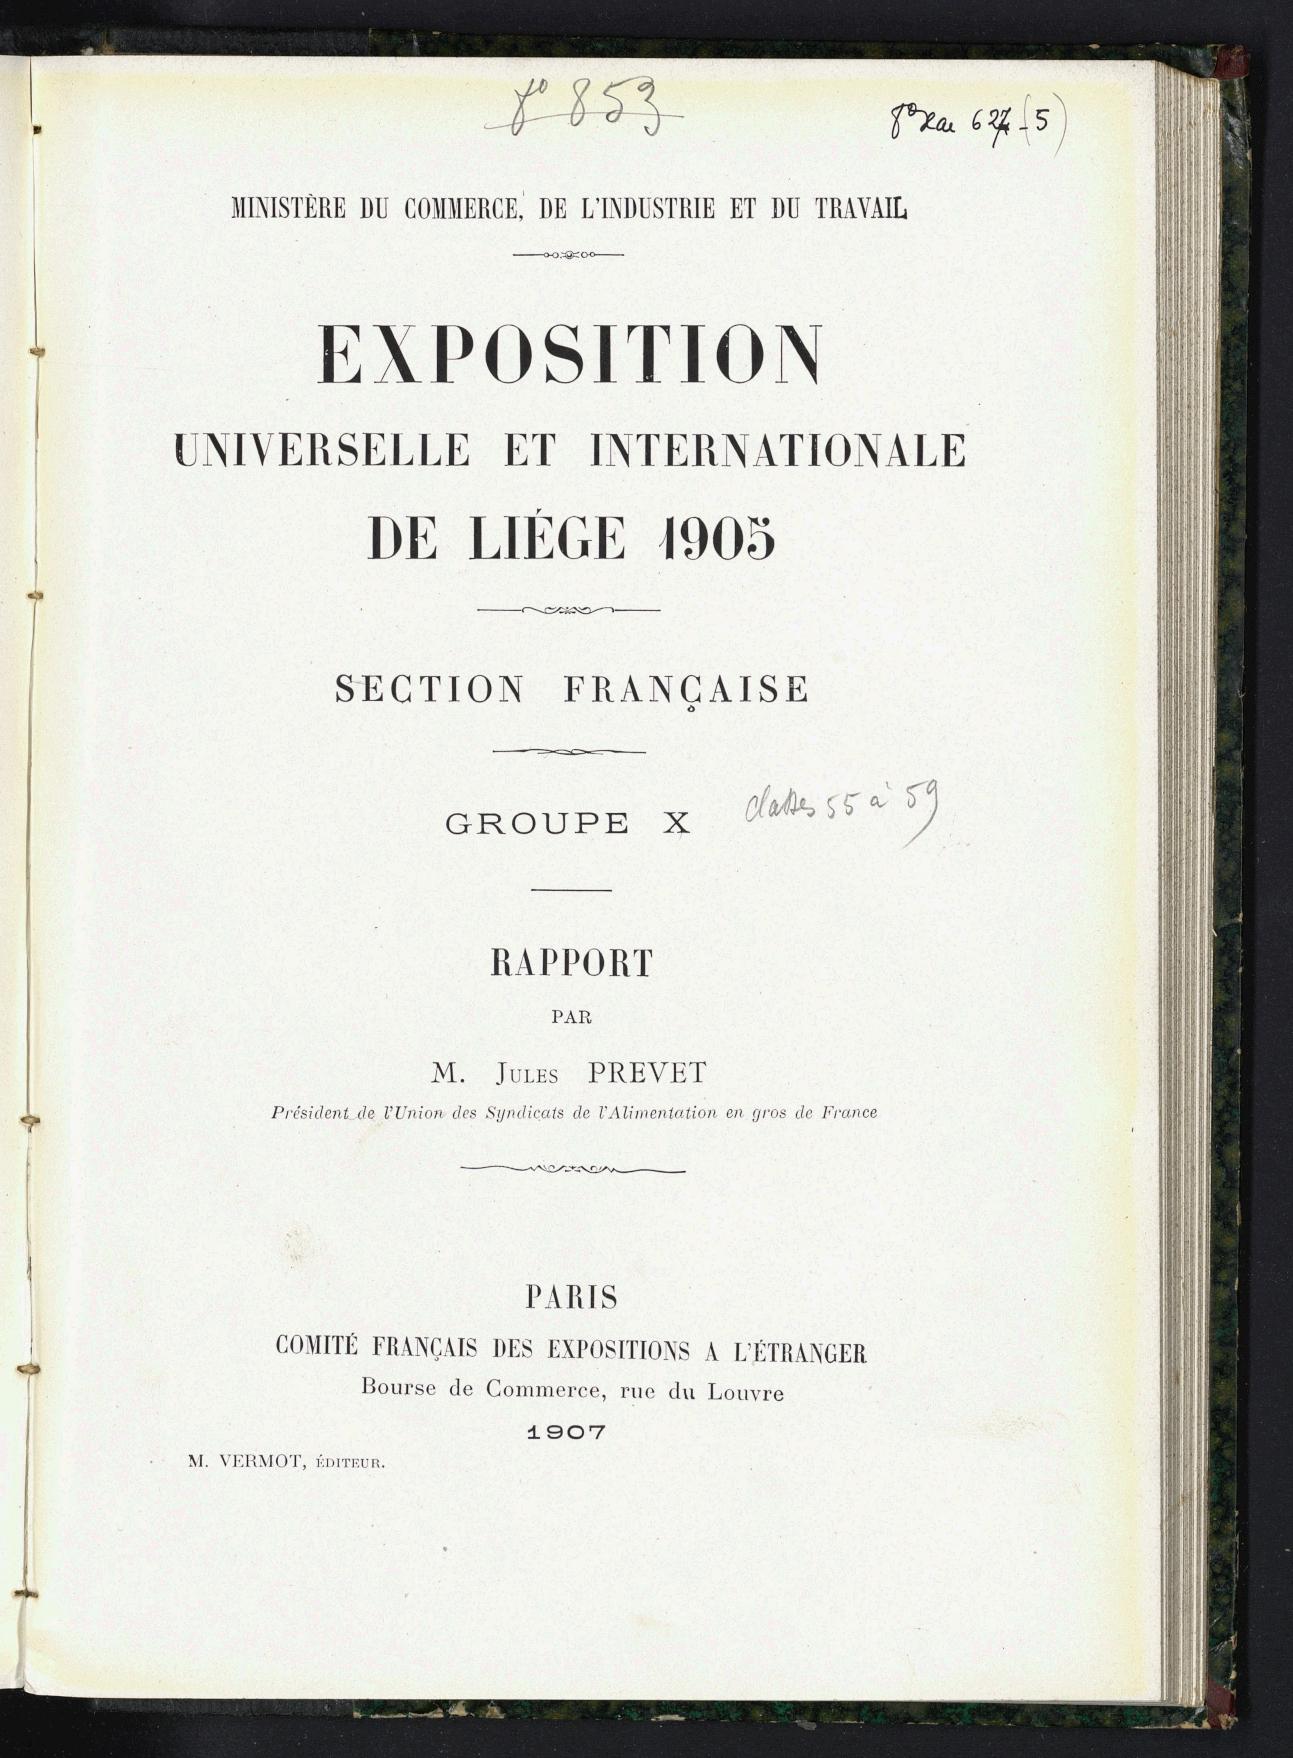 8° 853
8° Xae 627 (5)
MINISTÈRE DU COMMERCE, DE L'INDUSTRIE ET DU TRAVAIL
EXPOSITION
UNIVERSELLE ET INTERNATIONALE
DE LIÉGE 1905
SECTION FRANÇAISE
GROUPE X classes 55 à 59
RAPPORT
PAR
M. JULES PREVET
Président de l'Union des Syndicats de l'Alimentation en gros de France
PARIS
COMITÉ FRANÇAIS DES EXPOSITIONS A L'ÉTRANGER
Bourse de Commerce, rue du Louvre
1907
M. VERMOT, ÉDITEUR.